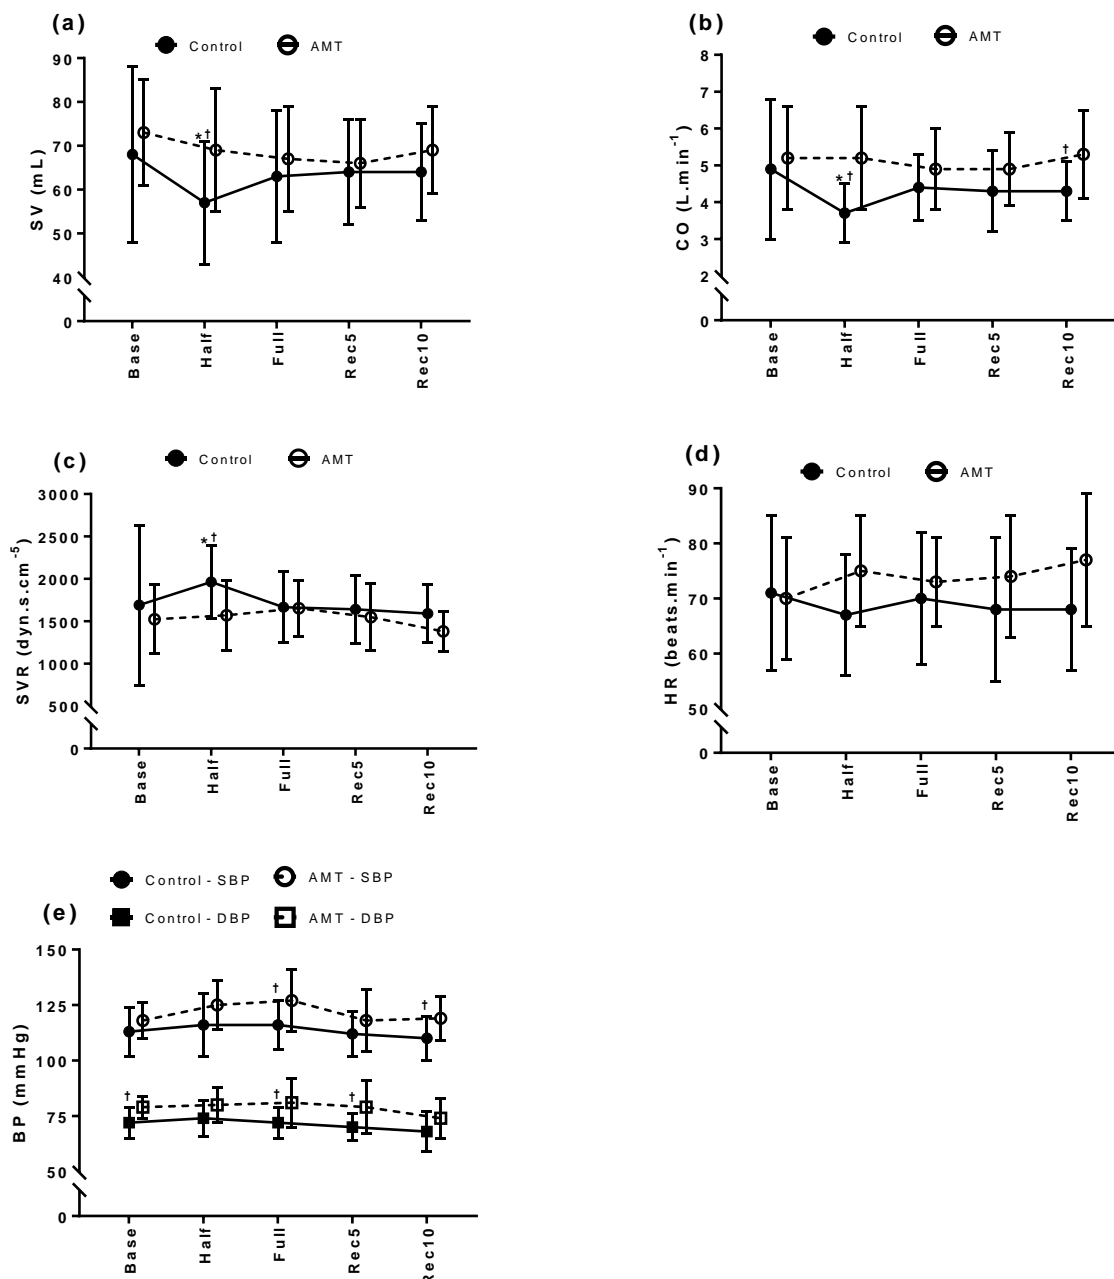 (a)
Control AMT
SV (mL)
90
80
70
60
50
40
0
*†
Base Half Full Rec5 Rec10
(b)
Control AMT
CO (L.min-1)
8
7
6
5
4
3
2
0
*† †
Base Half Full Rec5 Rec10
(c)
Control AMT
SVR (dyn.s.cm-5)
3000
2500
2000
1500
1000
500
0
*†
Base Half Full Rec5 Rec10
(d)
Control AMT
HR (beats.min-1)
90
80
70
60
50
0
Base Half Full Rec5 Rec10
(e)
Control - SBP AMT - SBP
Control - DBP AMT - DBP
BP (mmHg)
150
125
100
75
50
0
† †
† † †
Base Half Full Rec5 Rec10